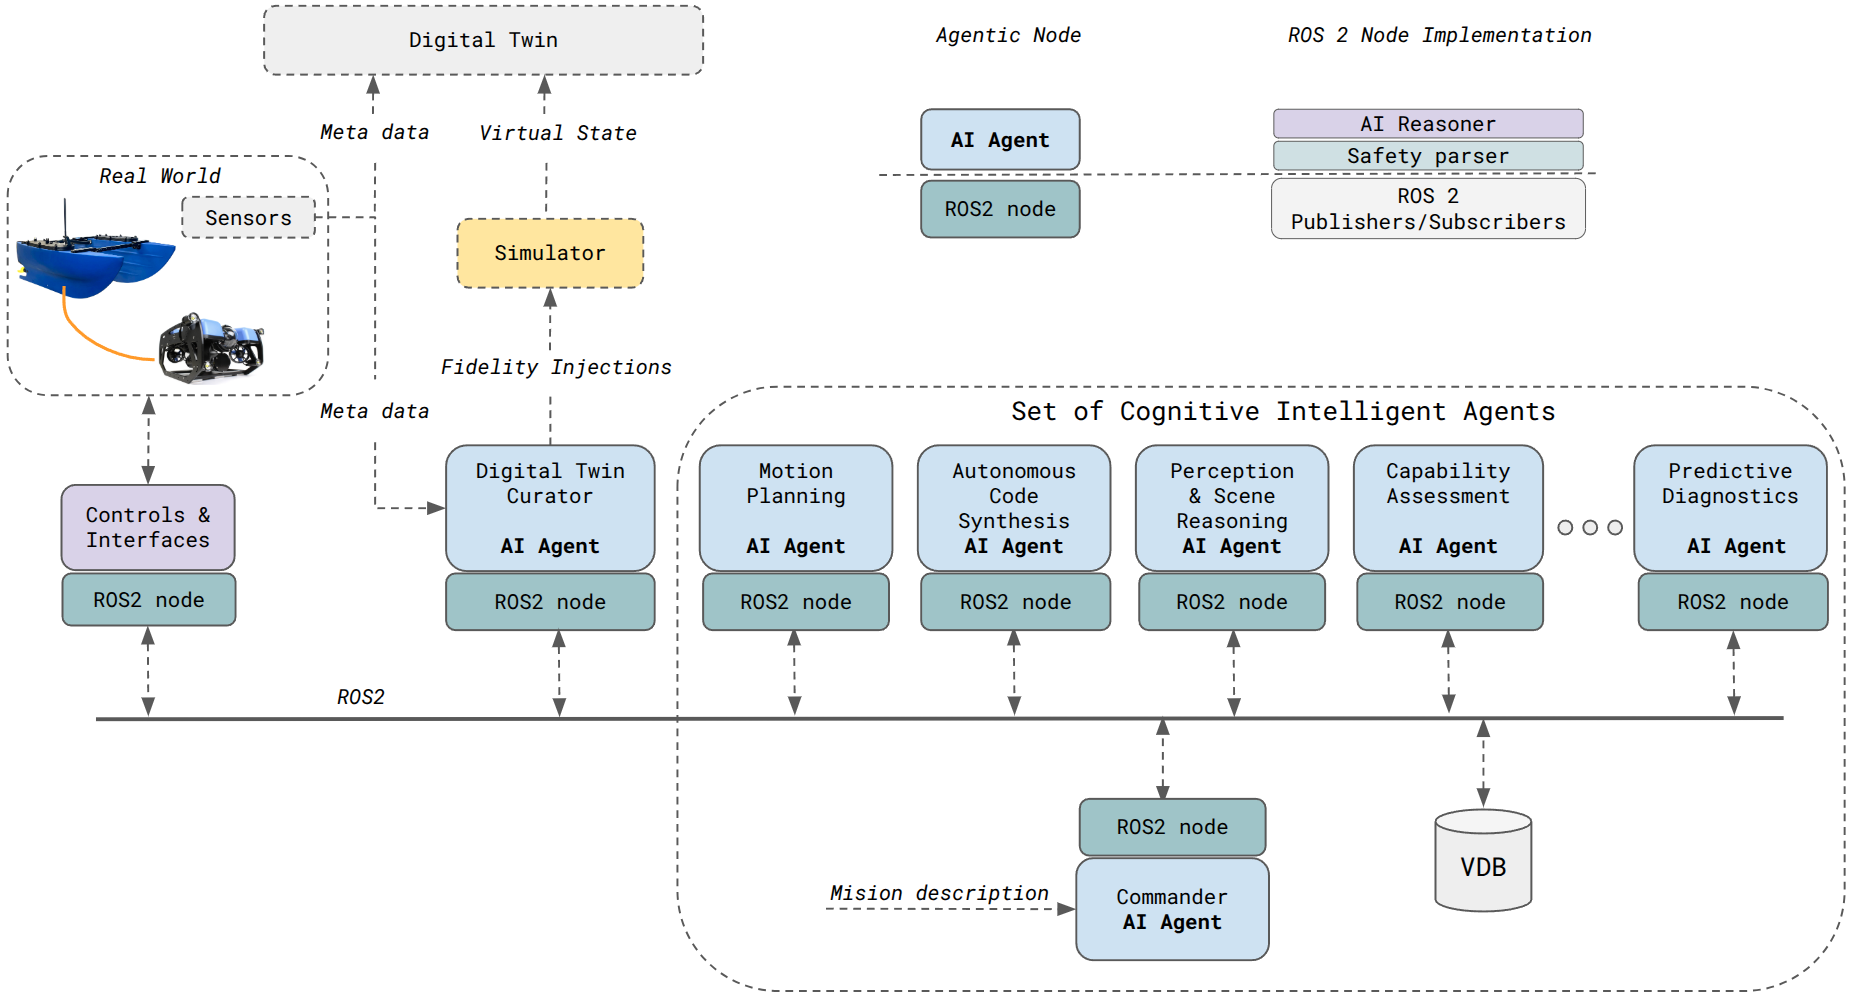 Digital Twin
Agentic Node
ROS 2 Node Implementation
Meta data
Virtual State
AI Agent
ROS2 node
AI Reasoner
Safety parser
ROS 2
Publishers/Subscribers
Real World
Sensors
Simulator
Fidelity Injections
Meta data
Set of Cognitive Intelligent Agents
Controls &
Interfaces
ROS2 node
Digital Twin
Curator
AI Agent
ROS2 node
Motion
Planning
AI Agent
ROS2 node
Autonomous
Code
Synthesis
AI Agent
ROS2 node
Perception
& Scene
Reasoning
AI Agent
ROS2 node
Capability
Assessment
AI Agent
ROS2 node
Predictive
Diagnostics
AI Agent
ROS2 node
ROS2
ROS2 node
Mision description
Commander
AI Agent
VDB